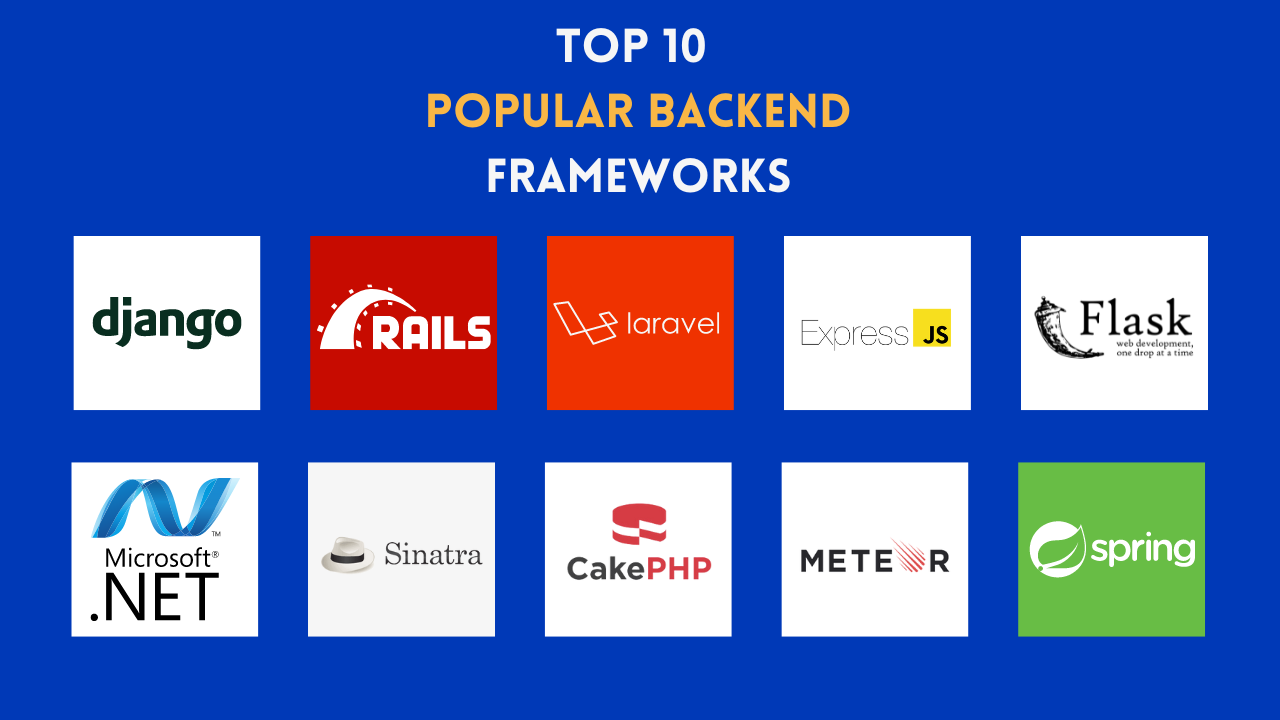 TOP 10
POPULAR BACKEND
FRAMEWORKS
django
RAILS
laravel
Express JS
Flask
web development,
one drop at a time
Microsoft®
.NET
TM
Sinatra
CakePHP
METEOR
spring